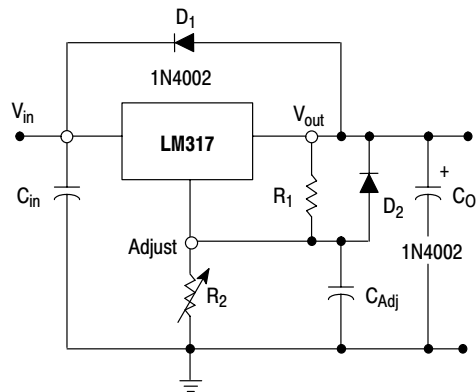 D1
1N4002
Vin
Vout
LM317
Cin
R1
D2
+
CO
Adjust
1N4002
R2
CAdj